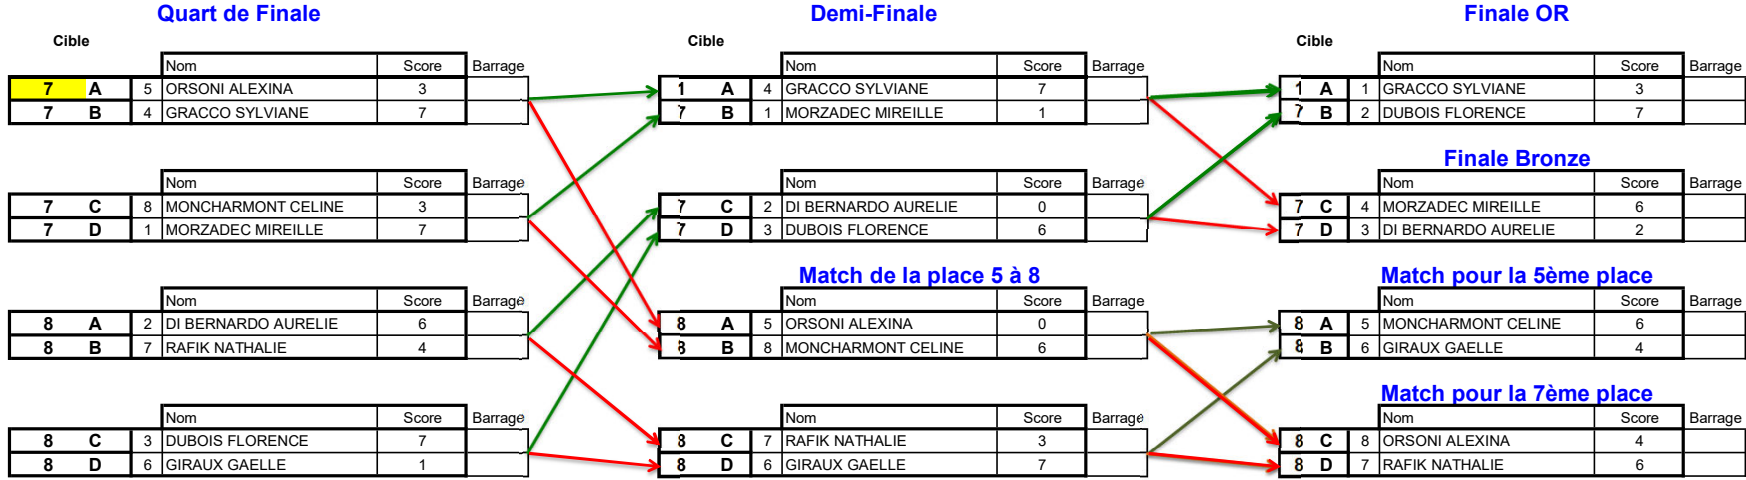 Quart de Finale Demi-Finale Finale OR
Cible Cible Cible
Nom Score Barrage Nom Score Barrage Nom Score Barrage
7 A 5 ORSONI ALEXINA 3 1 A 4 GRACCO SYLVIANE 7 1 A 1 GRACCO SYLVIANE 3
7 B 4 GRACCO SYLVIANE 7 7 B 1 MORZADEC MIREILLE 1 7 B 2 DUBOIS FLORENCE 7
Finale Bronze
Nom Score Barrage Nom Score Barrage Nom Score Barrage
7 C 8 MONCHARMONT CELINE 3 7 C 2 DI BERNARDO AURELIE 0 7 C 4 MORZADEC MIREILLE 6
7 D 1 MORZADEC MIREILLE 7 7 D 3 DUBOIS FLORENCE 6 7 D 3 DI BERNARDO AURELIE 2
Match de la place 5 à 8 Match pour la 5ème place
Nom Score Barrage Nom Score Barrage Nom Score Barrage
8 A 2 DI BERNARDO AURELIE 6 8 A 5 ORSONI ALEXINA 0 8 A 5 MONCHARMONT CELINE 6
8 B 7 RAFIK NATHALIE 4 8 B 8 MONCHARMONT CELINE 6 8 B 6 GIRAUX GAELLE 4
Match pour la 7ème place
Nom Score Barrage Nom Score Barrage Nom Score Barrage
8 C 3 DUBOIS FLORENCE 7 8 C 7 RAFIK NATHALIE 3 8 C 8 ORSONI ALEXINA 4
8 D 6 GIRAUX GAELLE 1 8 D 6 GIRAUX GAELLE 7 8 D 7 RAFIK NATHALIE 6